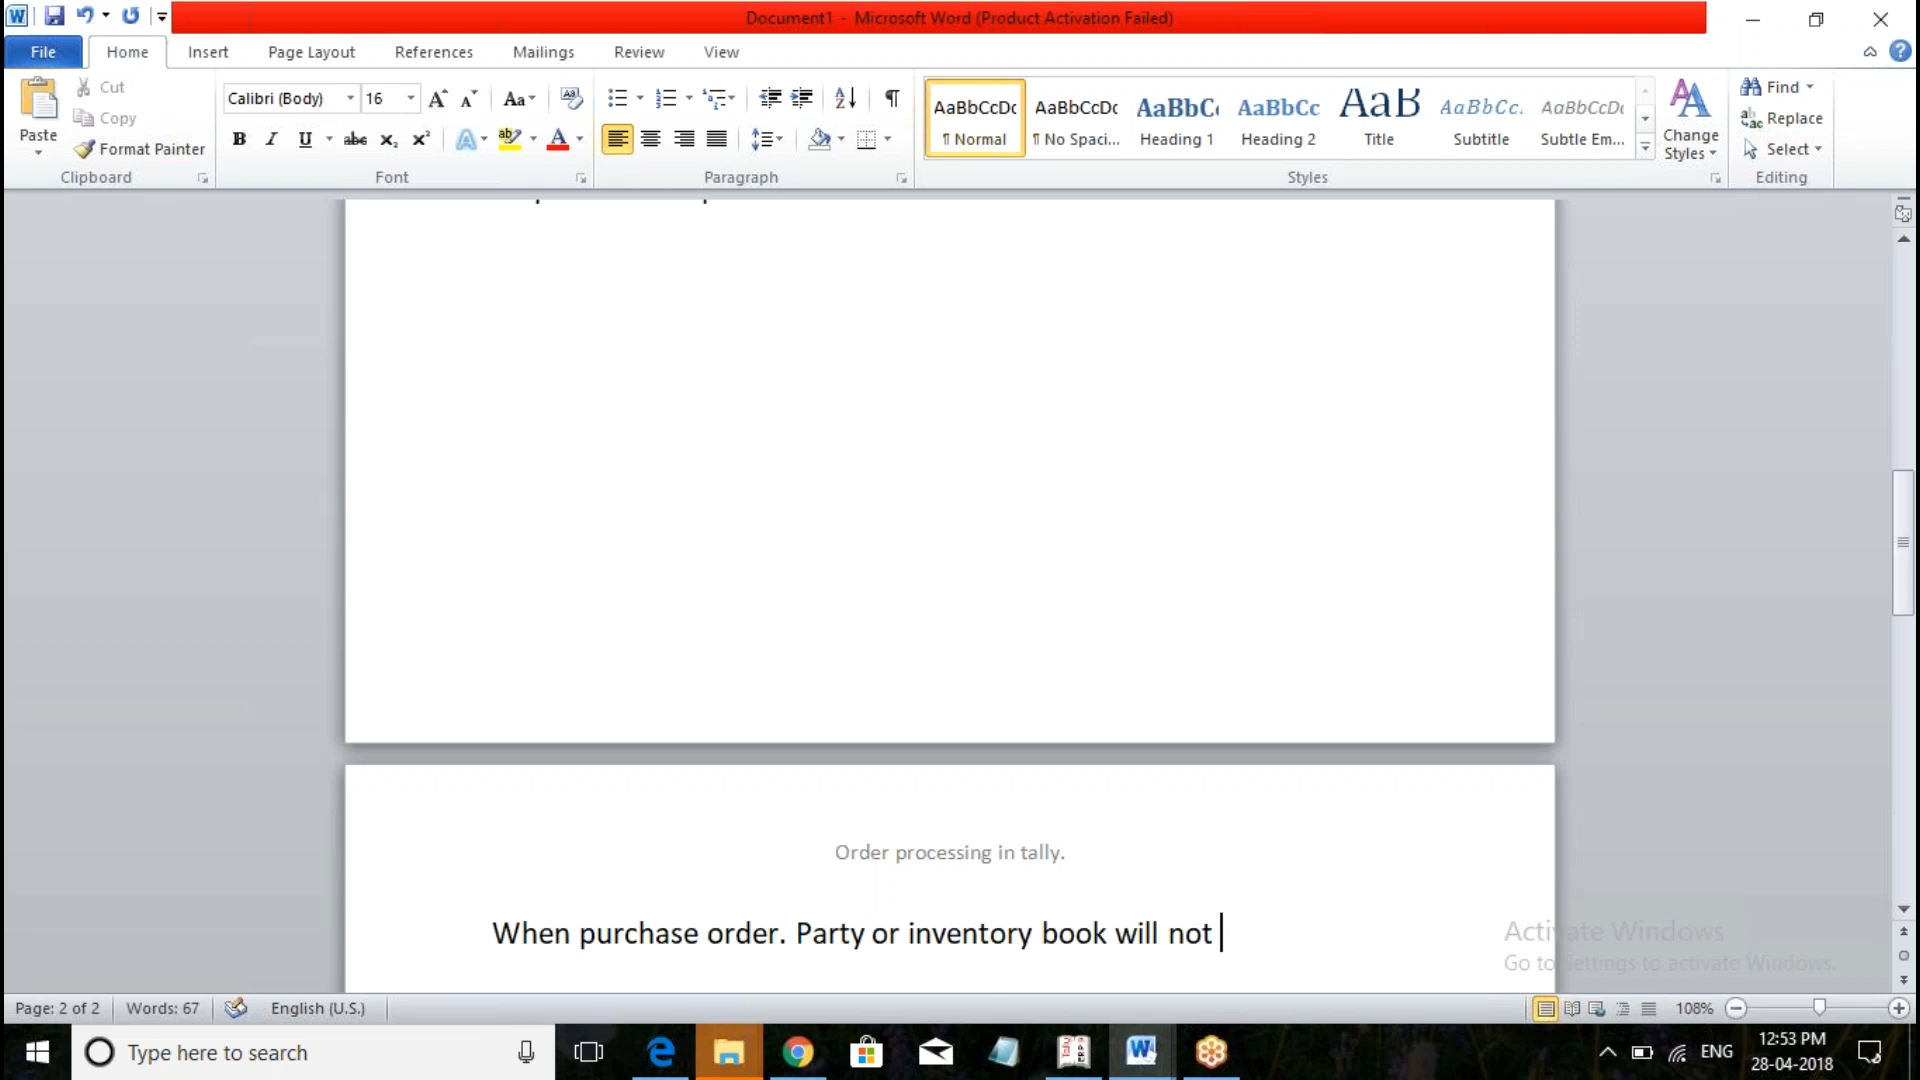 Document1 - Microsoft Word (Product Activation Failed)
File Home Insert Page Layout References Mailings Review View
Paste
Cut
Copy
Format Painter
Clipboard
Calibri (Body) 16
Font
Paragraph
AaBbCcDc AaBbCcDc AaBbC AaBbCc AaB AaBbCc. AaBbCcDc
¶ Normal ¶ No Spaci... Heading 1 Heading 2 Title Subtitle Subtle Em...
Styles
Change Styles
Find
Replace
Select
Editing
Order processing in tally.
When purchase order. Party or inventory book will not
Activate Windows
Go to Settings to activate Windows.
Page: 2 of 2 Words: 67 English (U.S.) 108%
Type here to search
ENG
12:53 PM
28-04-2018